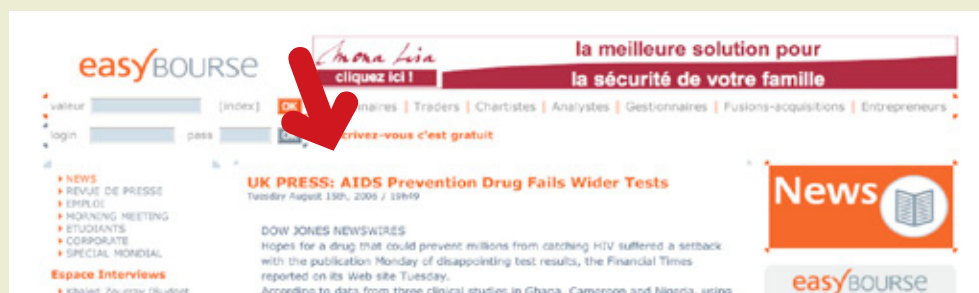 easyBOURSE
Mona Lisa
cliquez ici !
la meilleure solution pour
la sécurité de votre famille
valeur [index] OK
naires | Traders | Chartistes | Analystes | Gestionnaires | Fusions-acquisitions | Entrepreneurs
login pass
crivez-vous c'est gratuit
NEWS
REVUE DE PRESSE
EMPLOI
MORNING MEETING
ETUDIANTS
CORPORATE
SPECIAL MONDIAL
Espace Interviews
UK PRESS: AIDS Prevention Drug Fails Wider Tests
Tuesday August 15th, 2006 / 19h49
DOW JONES NEWSWIRES
Hopes for a drug that could prevent millions from catching HIV suffered a setback
with the publication Monday of disappointing test results, the Financial Times
reported on its Web site Tuesday.
According to data from three clinical studies in Ghana, Cameroon and Nigeria, using
News
easyBOURSE